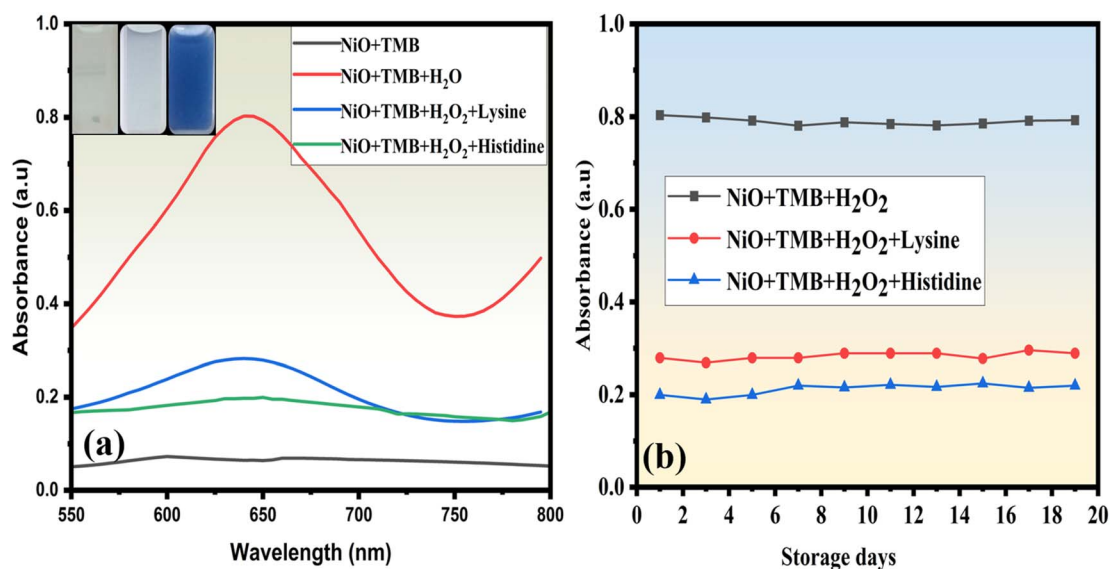 1.0
0.8
0.6
0.4
0.2
0.0
Absorbance (a.u)
NiO+TMB
NiO+TMB+H₂O
NiO+TMB+H₂O₂+Lysine
NiO+TMB+H₂O₂+Histidine
(a)
550 600 650 700 750 800
Wavelength (nm)
1.0
0.8
0.6
0.4
0.2
0.0
Absorbance (a.u)
NiO+TMB+H₂O₂
NiO+TMB+H₂O₂+Lysine
NiO+TMB+H₂O₂+Histidine
(b)
0 2 4 6 8 10 12 14 16 18 20
Storage days